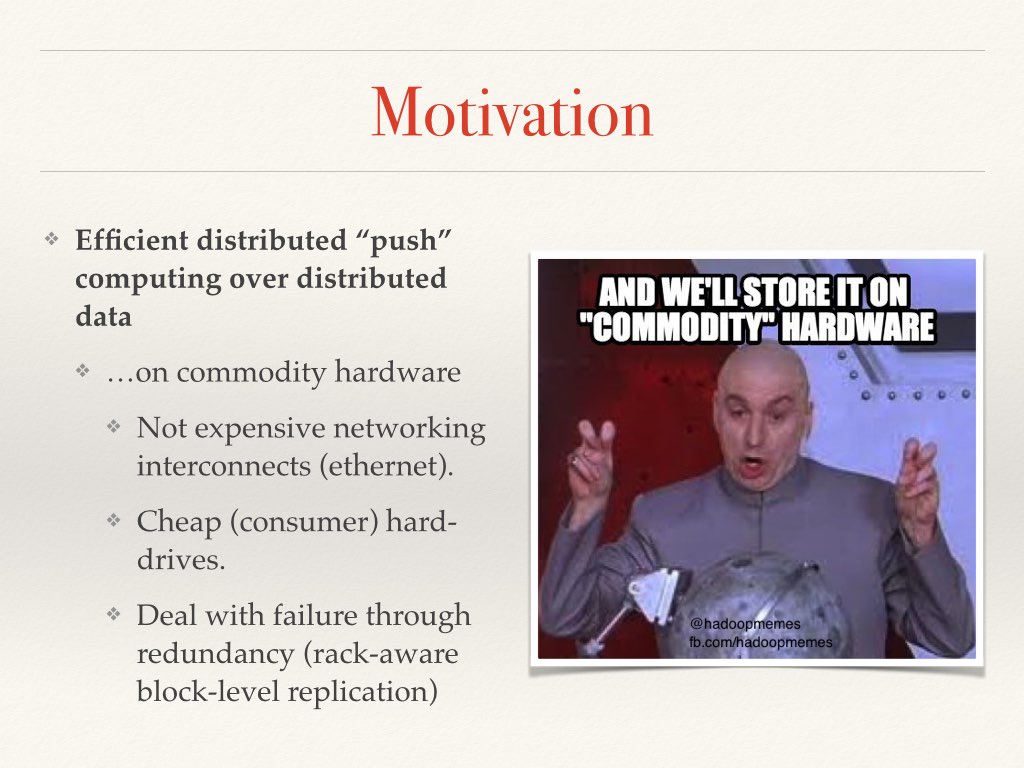 Motivation
Efficient distributed “push”
computing over distributed
data
…on commodity hardware
Not expensive networking
interconnects (ethernet).
Cheap (consumer) hard-
drives.
Deal with failure through
redundancy (rack-aware
block-level replication)
AND WE'LL STORE IT ON
"COMMODITY" HARDWARE
@hadoopmemes
fb.com/hadoopmemes